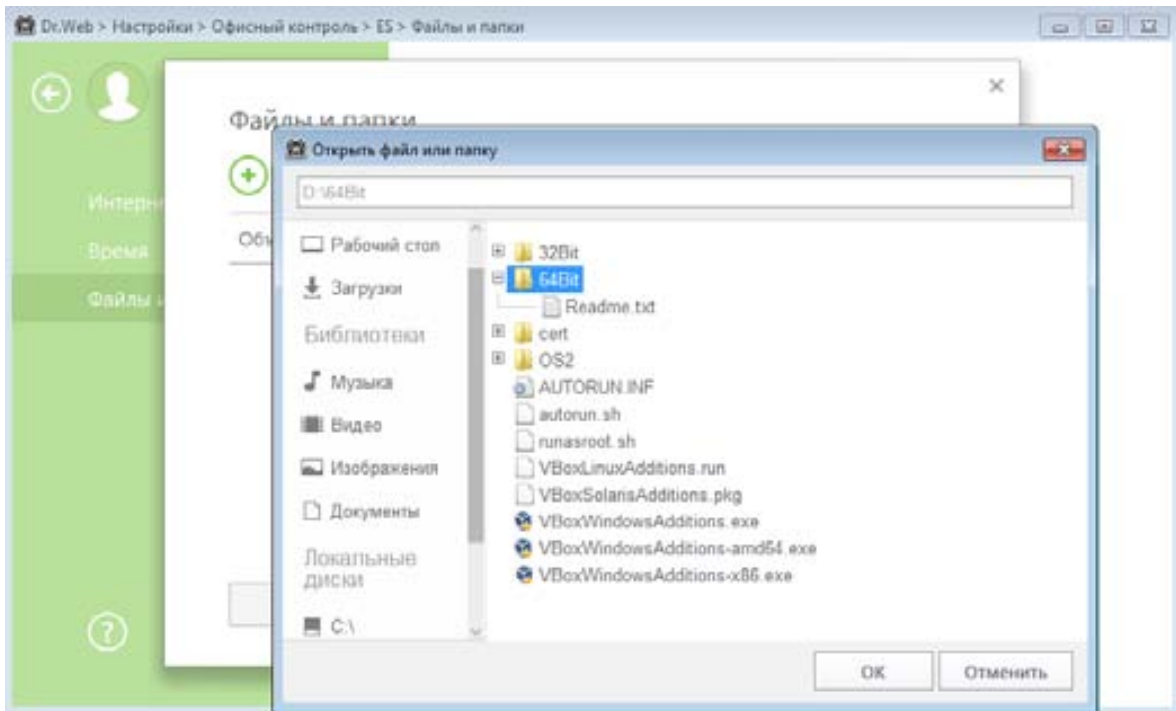 Dr.Web > Настройки > Офисный контроль > ES > Файлы и папки
Файлы и папки
Открыть файл или папку
D:\64Bit
Время
Рабочий стол
Загрузки
Библиотеки
Музыка
Видео
Изображения
Документы
Локальные
диски
C:\
32Bit
64Bit
Readme.txt
cert
OS2
AUTORUN.INF
autorun.sh
runasroot.sh
VBoxLinuxAdditions.run
VBoxSolarisAdditions.pkg
VBoxWindowsAdditions.exe
VBoxWindowsAdditions-amd64.exe
VBoxWindowsAdditions-x86.exe
OK
Отменить